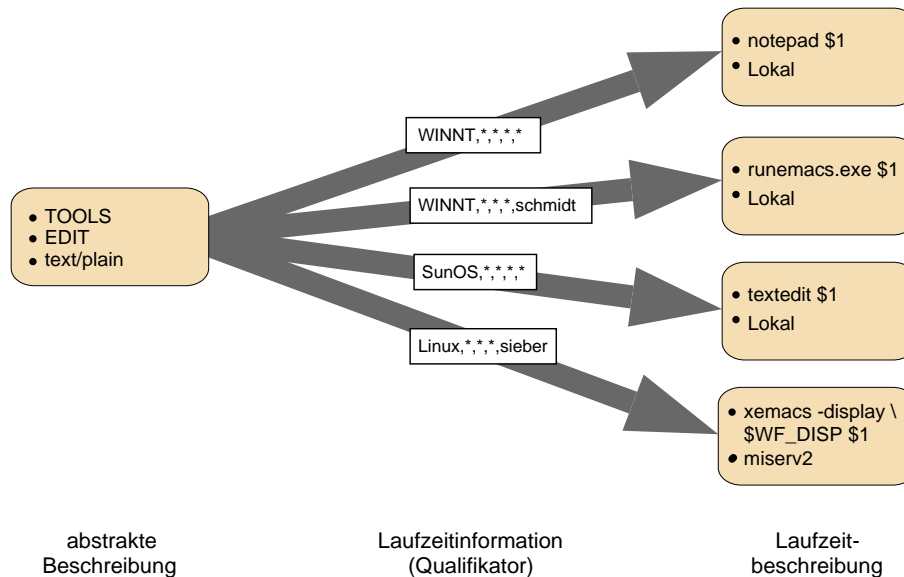 • notepad $1
• Lokal
WINNT,*,*,*,*
• runemacs.exe $1
• Lokal
WINNT,*,*,*,schmidt
• TOOLS
• EDIT
• text/plain
SunOS,*,*,*,*
• textedit $1
• Lokal
Linux,*,*,*,sieber
• xemacs -display \
$WF_DISP $1
• miserv2
abstrakte
Beschreibung
Laufzeitinformation
(Qualifikator)
Laufzeit-
beschreibung